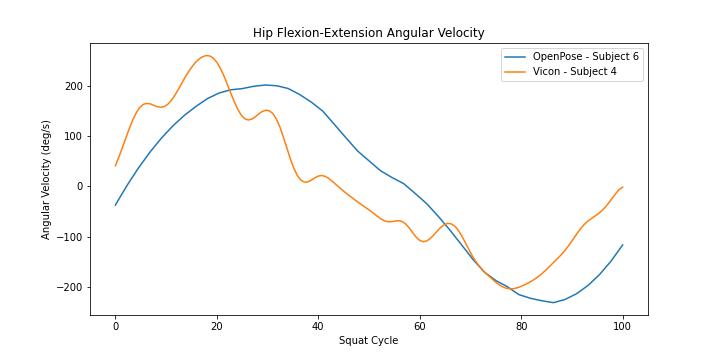 Hip Flexion-Extension Angular Velocity
OpenPose - Subject 6
Vicon - Subject 4
Angular Velocity (deg/s)
200
100
0
−100
−200
0
20
40
60
80
100
Squat Cycle